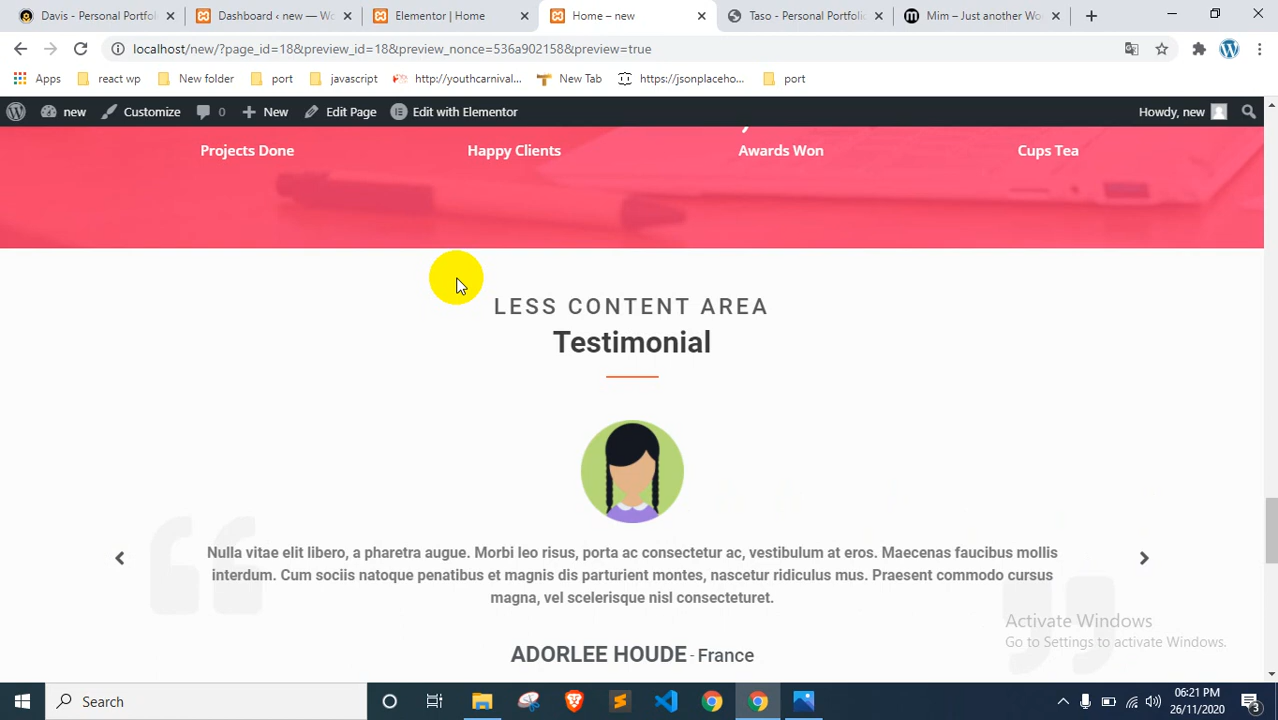 Davis - Personal Portfolio
Dashboard ‹ new — W
Elementor | Home
Home – new
Taso - Personal Portfolio
Mim – Just another Wo
localhost/new/?page_id=18&preview_id=18&preview_nonce=536a902158&preview=true
Apps
react wp
New folder
port
javascript
http://youthcarnival...
New Tab
https://jsonplaceho...
port
new
Customize
0
New
Edit Page
Edit with Elementor
Howdy, new
Projects Done
Happy Clients
Awards Won
Cups Tea
LESS CONTENT AREA
Testimonial
Nulla vitae elit libero, a pharetra augue. Morbi leo risus, porta ac consectetur ac, vestibulum at eros. Maecenas faucibus mollis
interdum. Cum sociis natoque penatibus et magnis dis parturient montes, nascetur ridiculus mus. Praesent commodo cursus
magna, vel scelerisque nisl consecteturet.
ADORLEE HOUDE - France
Activate Windows
Go to Settings to activate Windows.
Search
06:21 PM
26/11/2020
3